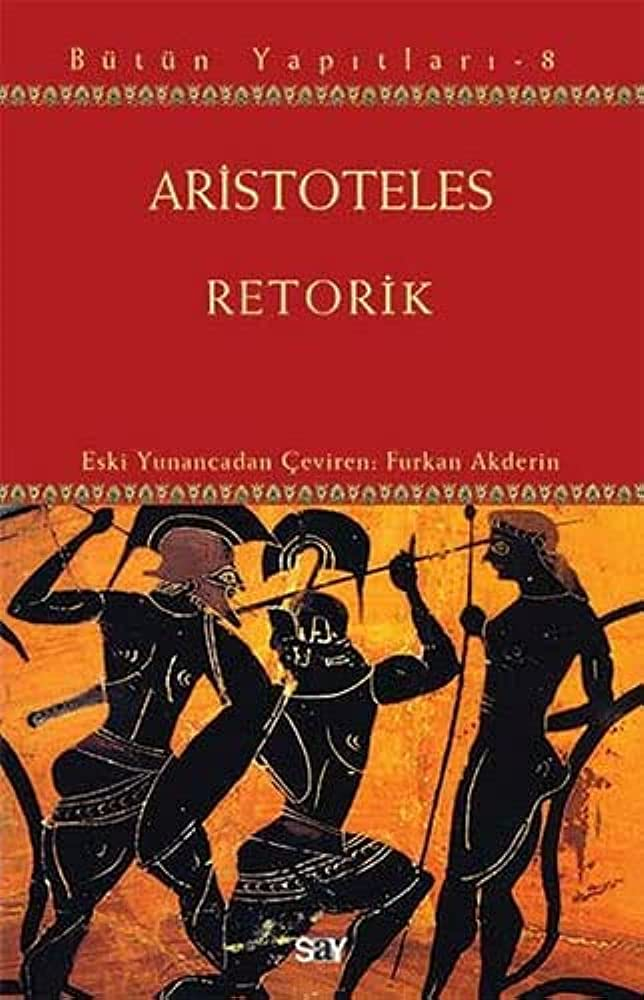 Bütün Yapıtları-8
ARİSTOTELES
RETORİK
Eski Yunancadan Çeviren: Furkan Akderin
say